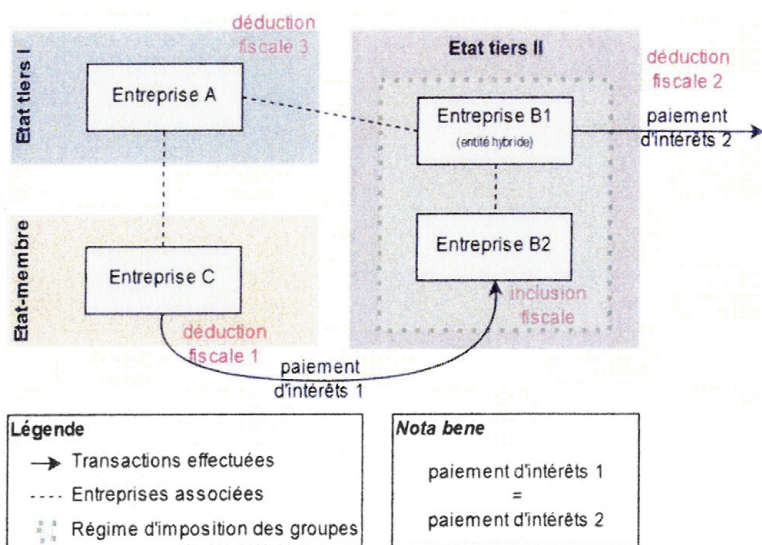 déduction
fiscale 3
Etat tiers I
Entreprise A
Etat tiers II
déduction
fiscale 2
Entreprise B1
(entité hybride)
paiement
d'intérêts 2
Etat-membre
Entreprise C
Entreprise B2
inclusion
fiscale
déduction
fiscale 1
paiement
d'intérêts 1
Légende
Transactions effectuées
Entreprises associées
Régime d'imposition des groupes
Nota bene
paiement d'intérêts 1
=
paiement d'intérêts 2